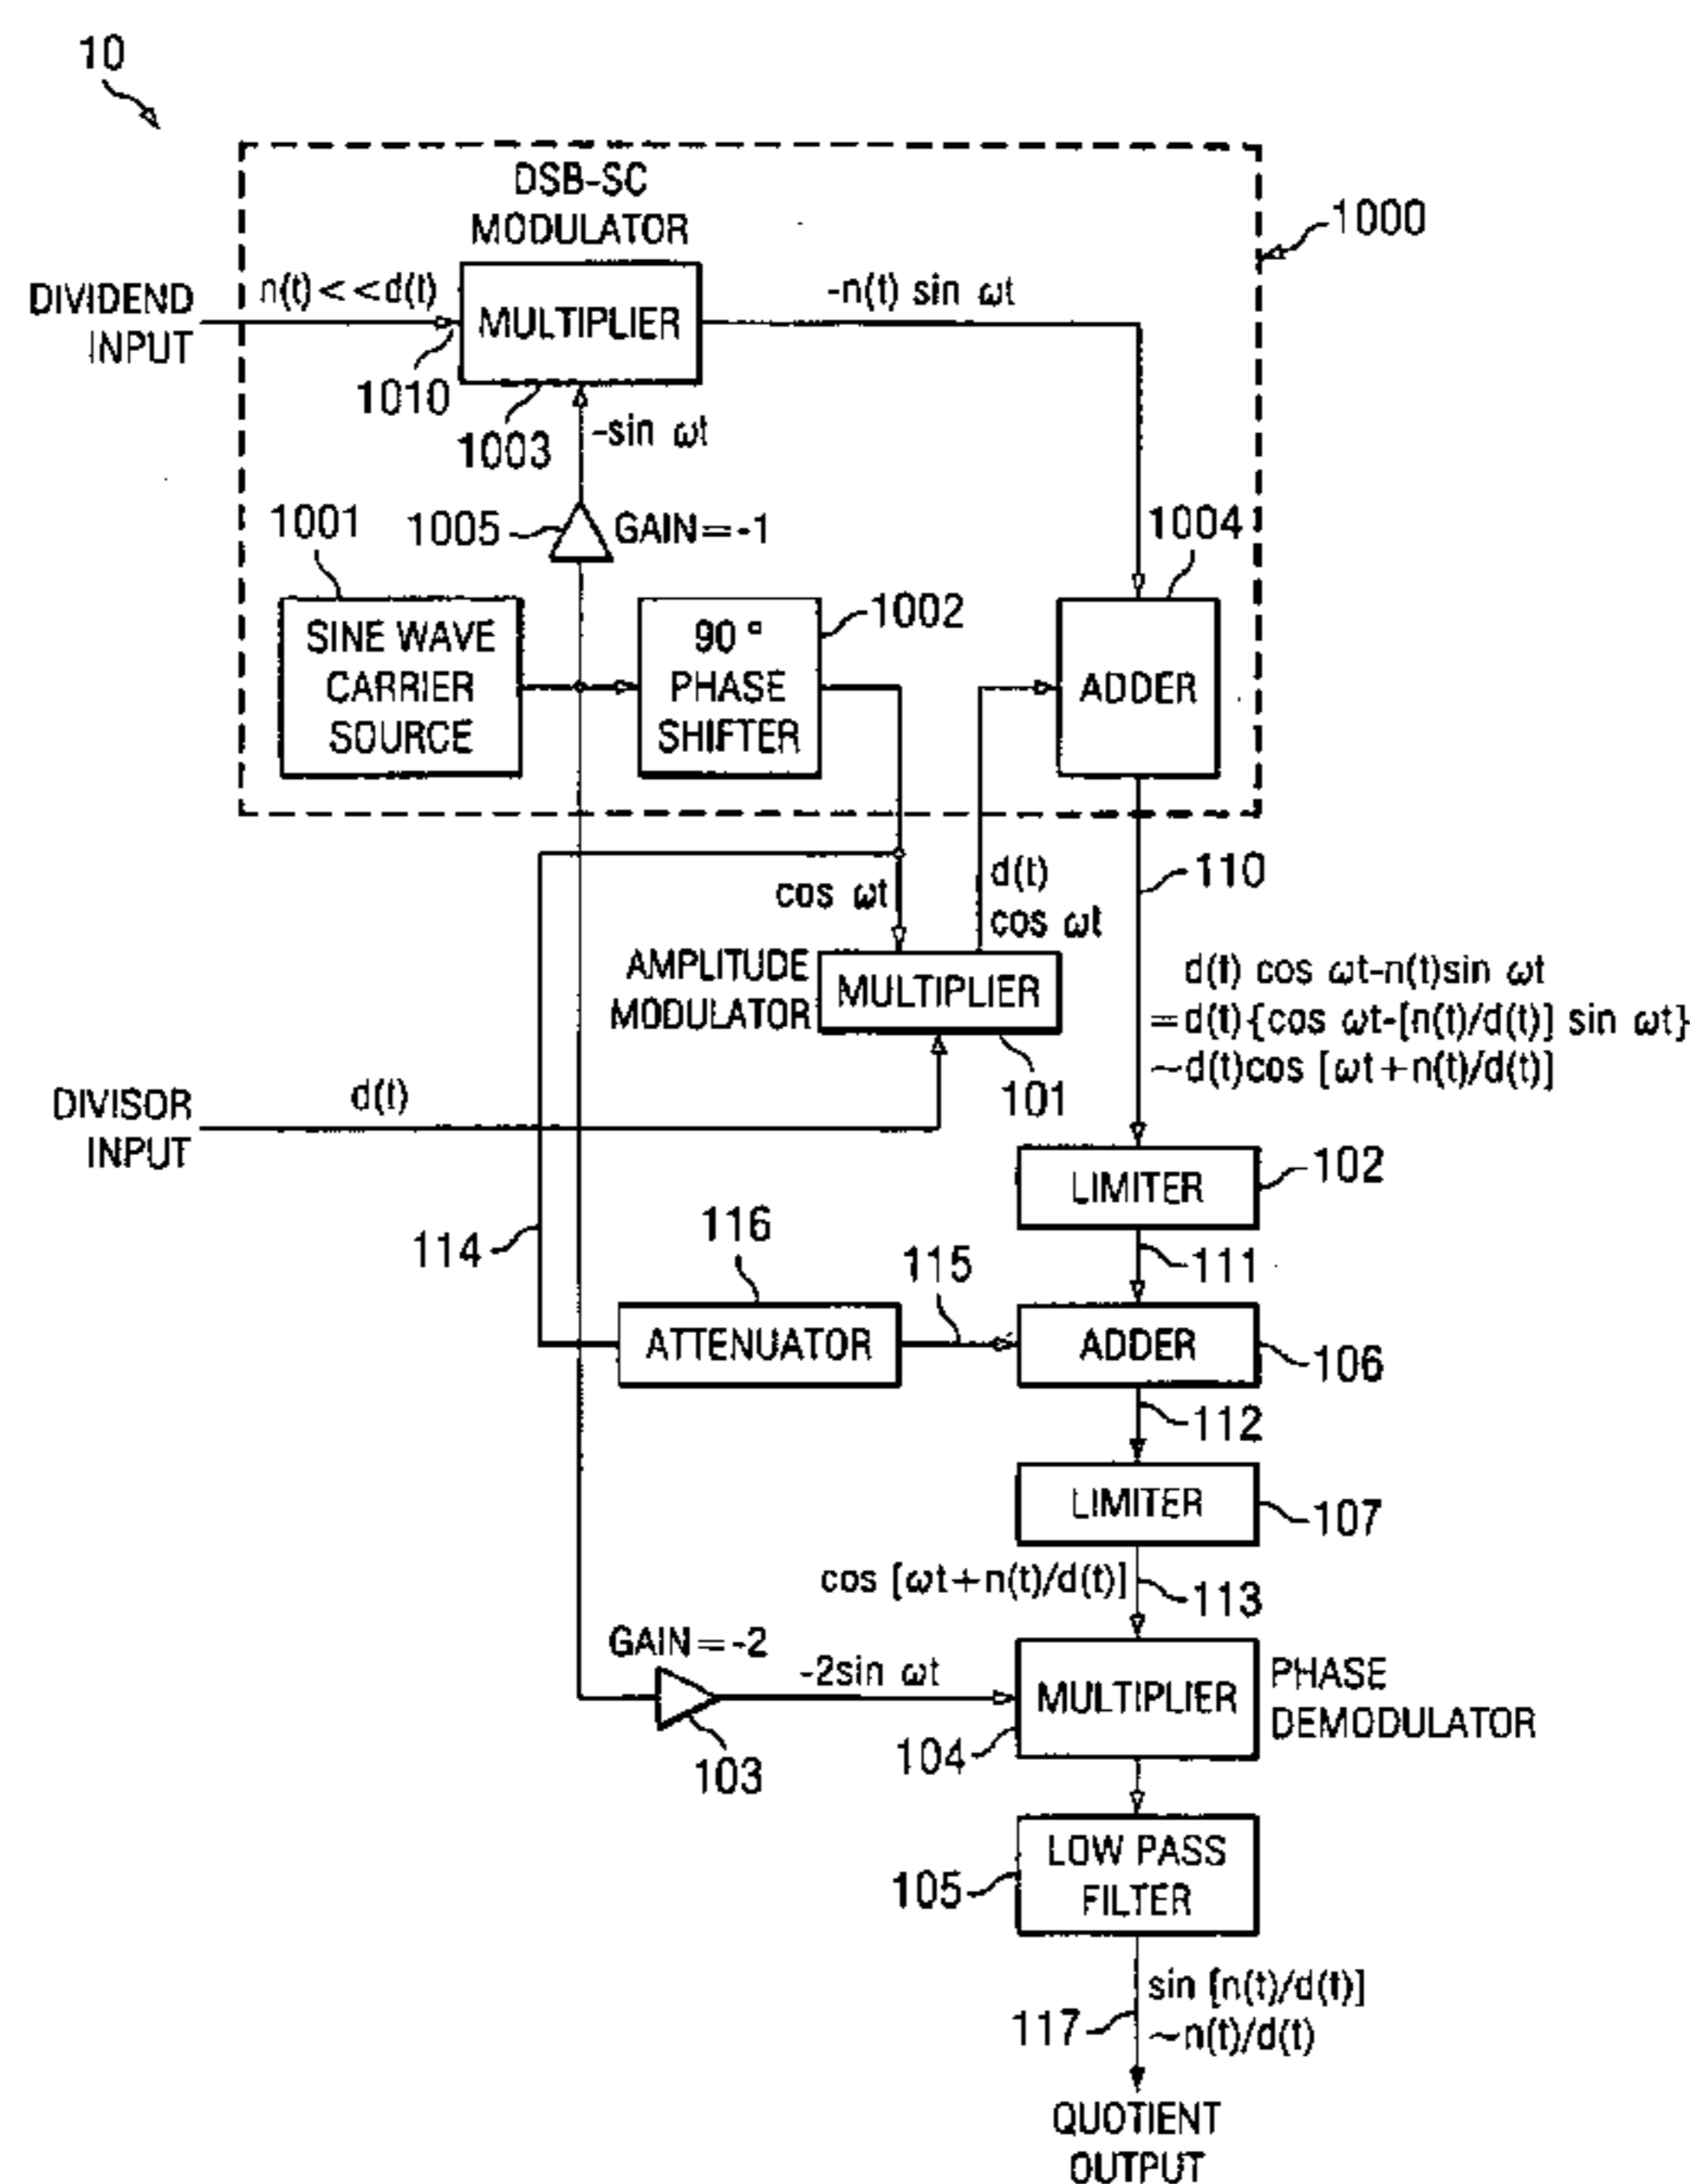 10
DSB-SC
MODULATOR
1000
DIVIDEND
INPUT
n(t)<<d(t)
MULTIPLIER
-n(t) sin ωt
1010
1003
-sin ωt
1001
1005
GAIN=-1
1004
SINE WAVE
CARRIER
SOURCE
90°
PHASE
SHIFTER
1002
ADDER
cos ωt
d(t)
cos ωt
110
AMPLITUDE
MODULATOR
MULTIPLIER
101
d(t) cos ωt-n(t)sin ωt
=d(t){cos ωt-[n(t)/d(t)] sin ωt}
~d(t)cos [ωt+n(t)/d(t)]
DIVISOR
INPUT
d(t)
LIMITER
102
114
116
115
111
ATTENUATOR
ADDER
106
112
LIMITER
107
cos [ωt+n(t)/d(t)]
113
GAIN=-2
-2sin ωt
103
MULTIPLIER
104
PHASE
DEMODULATOR
LOW PASS
FILTER
105
sin [n(t)/d(t)]
~n(t)/d(t)
117
QUOTIENT
OUTPUT